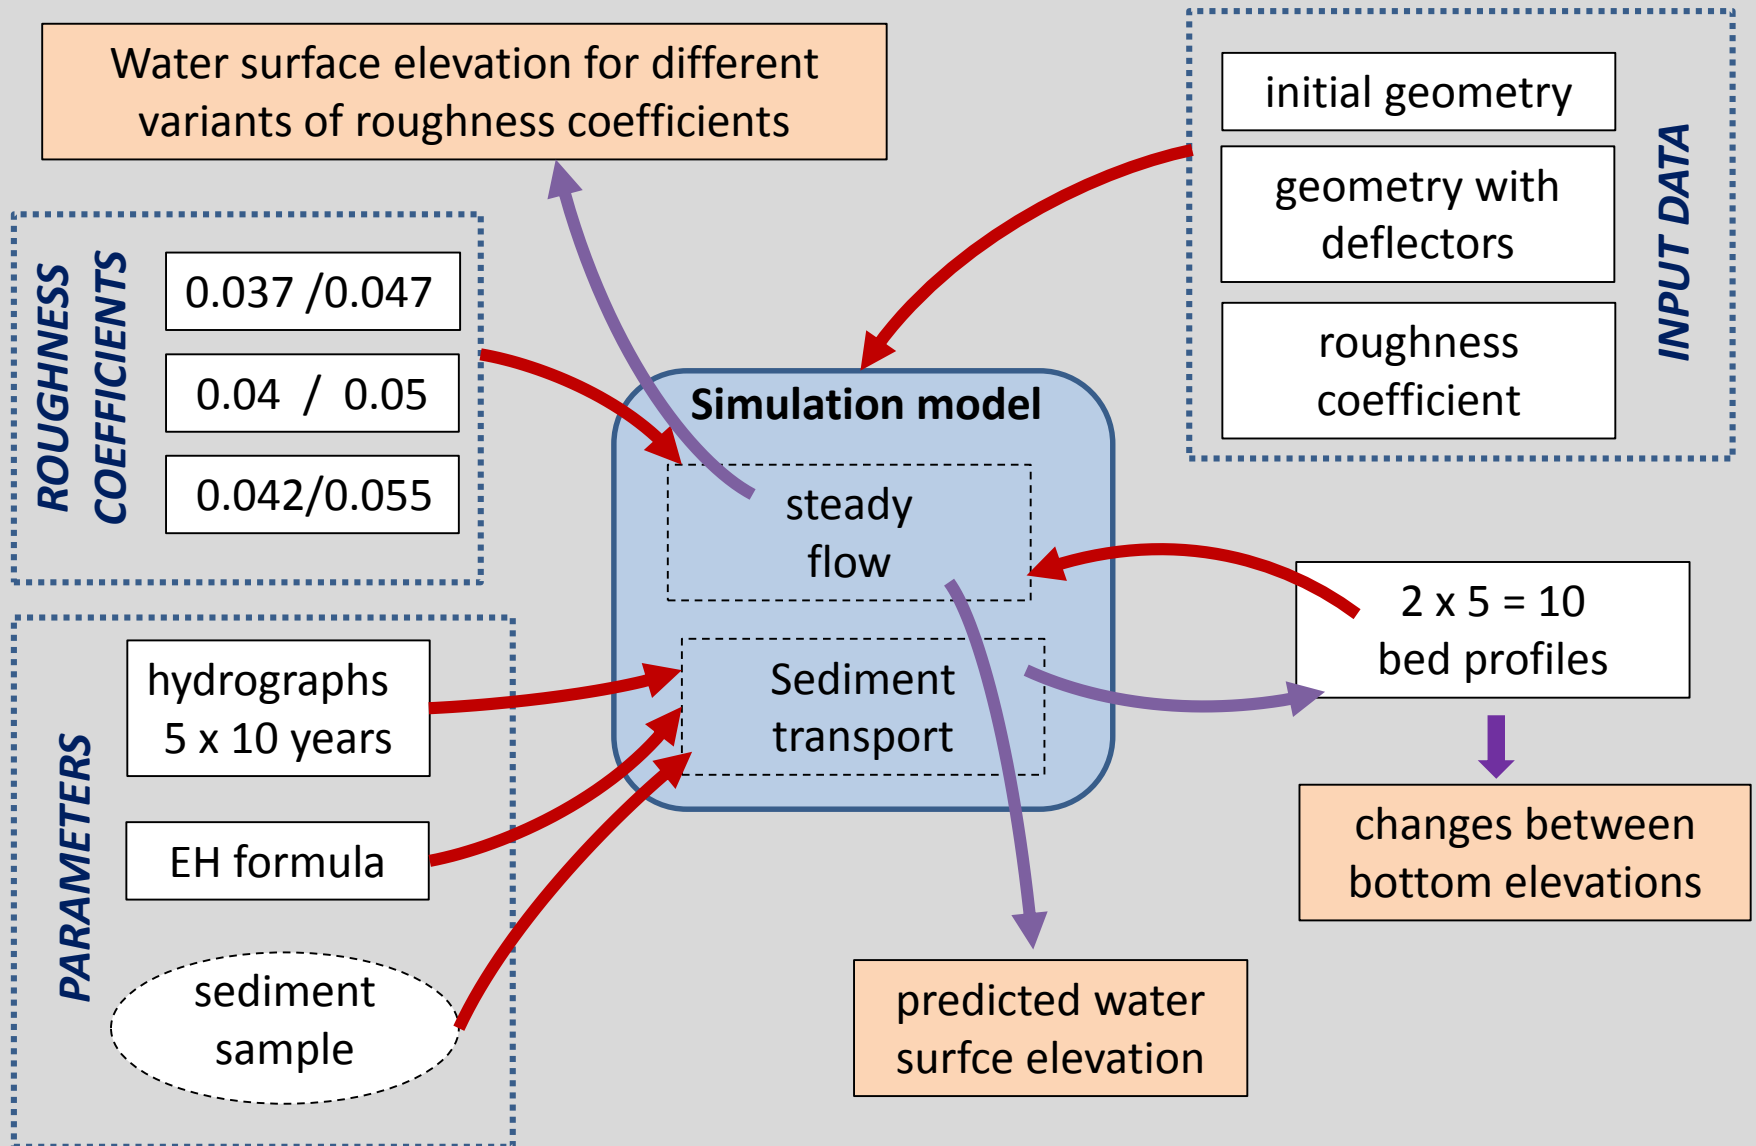 Water surface elevation for different
variants of roughness coefficients
initial geometry
geometry with
deflectors
roughness
coefficient
INPUT DATA
ROUGHNESS
COEFFICIENTS
0.037 /0.047
0.04 / 0.05
0.042/0.055
Simulation model
steady
flow
Sediment
transport
2 x 5 = 10
bed profiles
changes between
bottom elevations
PARAMETERS
hydrographs
5 x 10 years
EH formula
sediment
sample
predicted water
surfce elevation